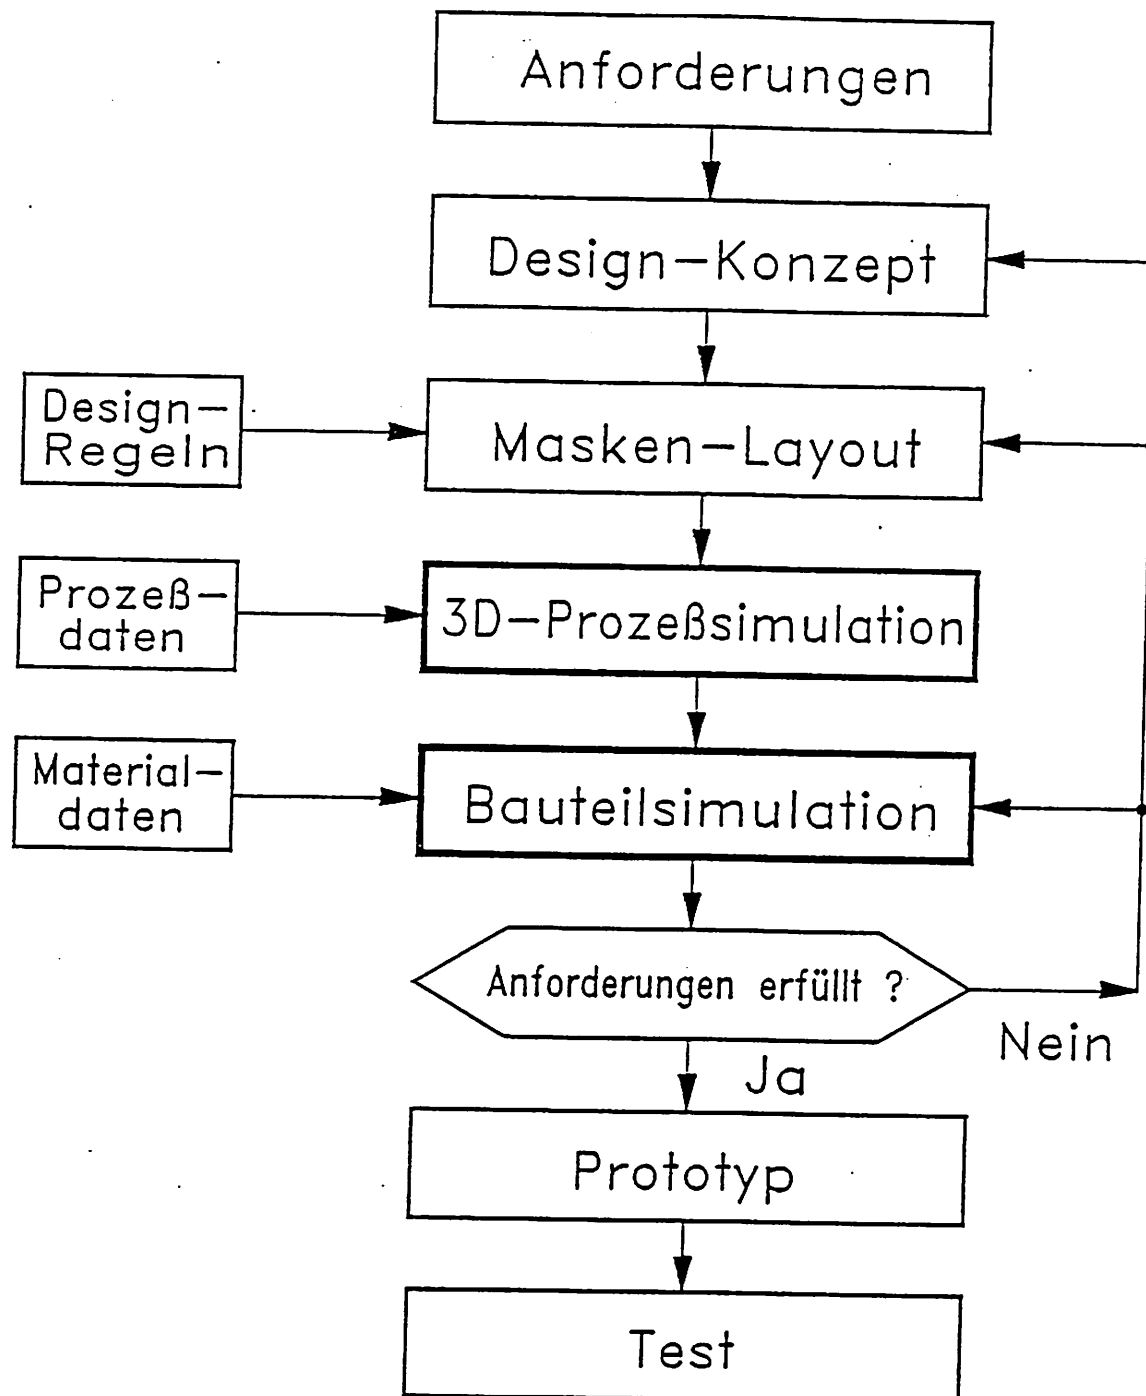 Anforderungen
Design-Konzept
Design-
Regeln
Masken-Layout
Prozeß-
daten
3D-Prozeßsimulation
Material-
daten
Bauteilsimulation
Anforderungen erfüllt ?
Nein
Ja
Prototyp
Test